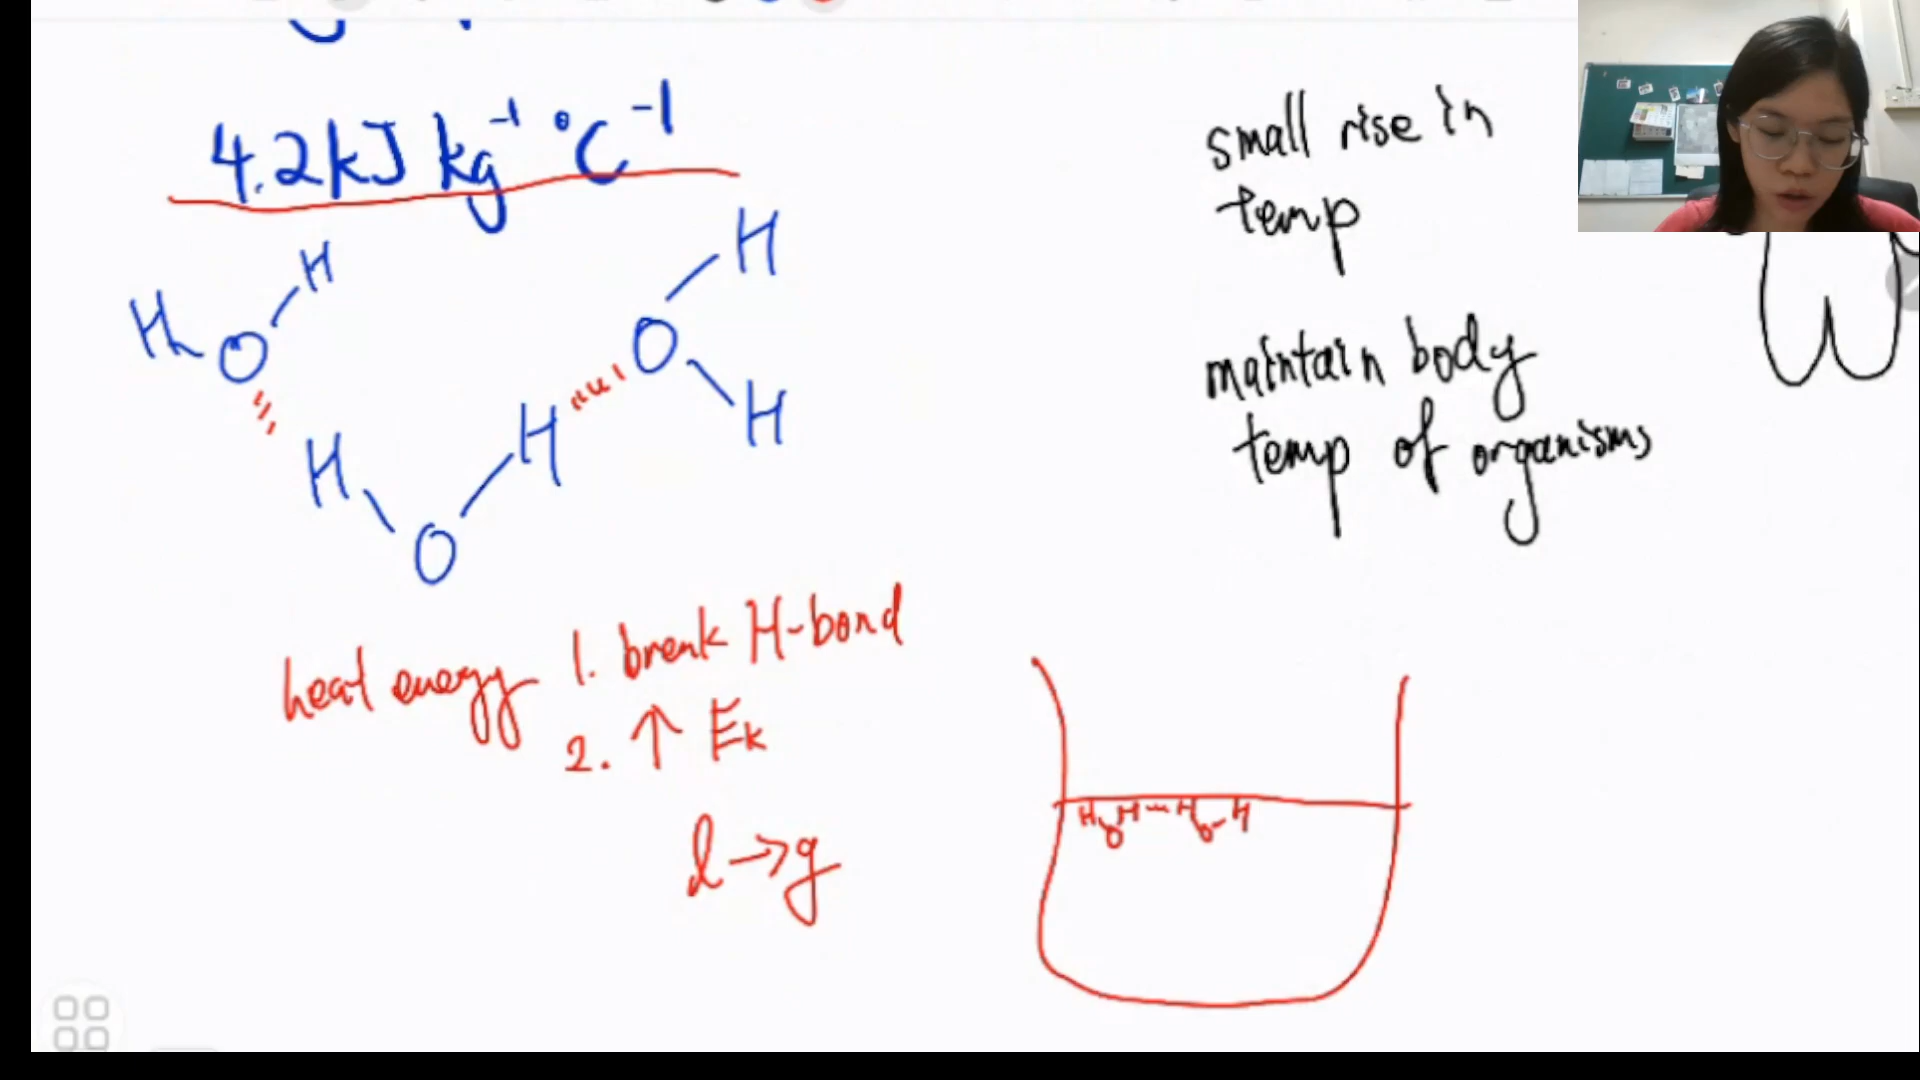 4.2kJ kg⁻¹ °C⁻¹
small rise in
temp
H H
O
H
O
H
H
H
O
maintain body
temp of organisms
heat energy 1. break H-bond
2. ↑ Ek
l → g
H H H H
O O